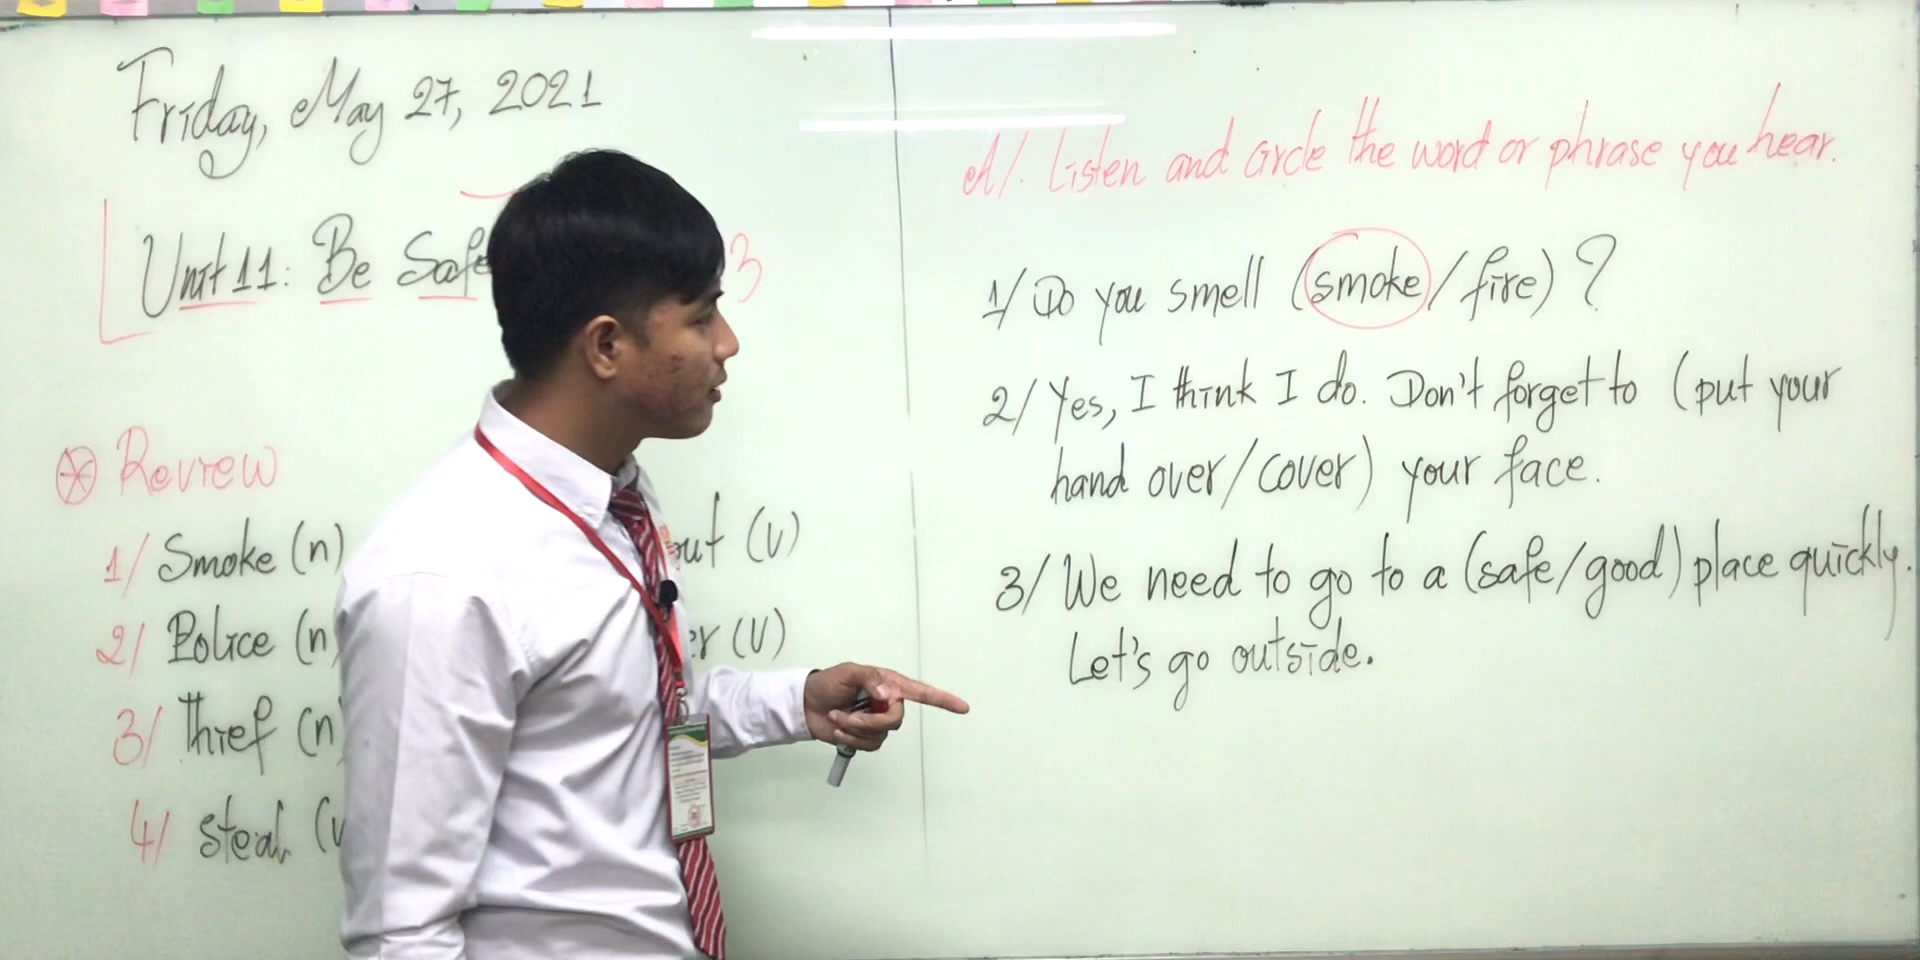 Friday, May 27, 2021
Unit 11: Be Safe
3
Review
1/ Smoke (n)
2/ Police (n)
3/ Thief (n)
4/ steal (v
out (v)
er (v)
A/. Listen and circle the word or phrase you hear.
1/ Do you smell (smoke/fire)?
2/ Yes, I think I do. Don't forget to (put your
hand over/cover) your face.
3/ We need to go to a (safe/good) place quickly.
Let's go outside.